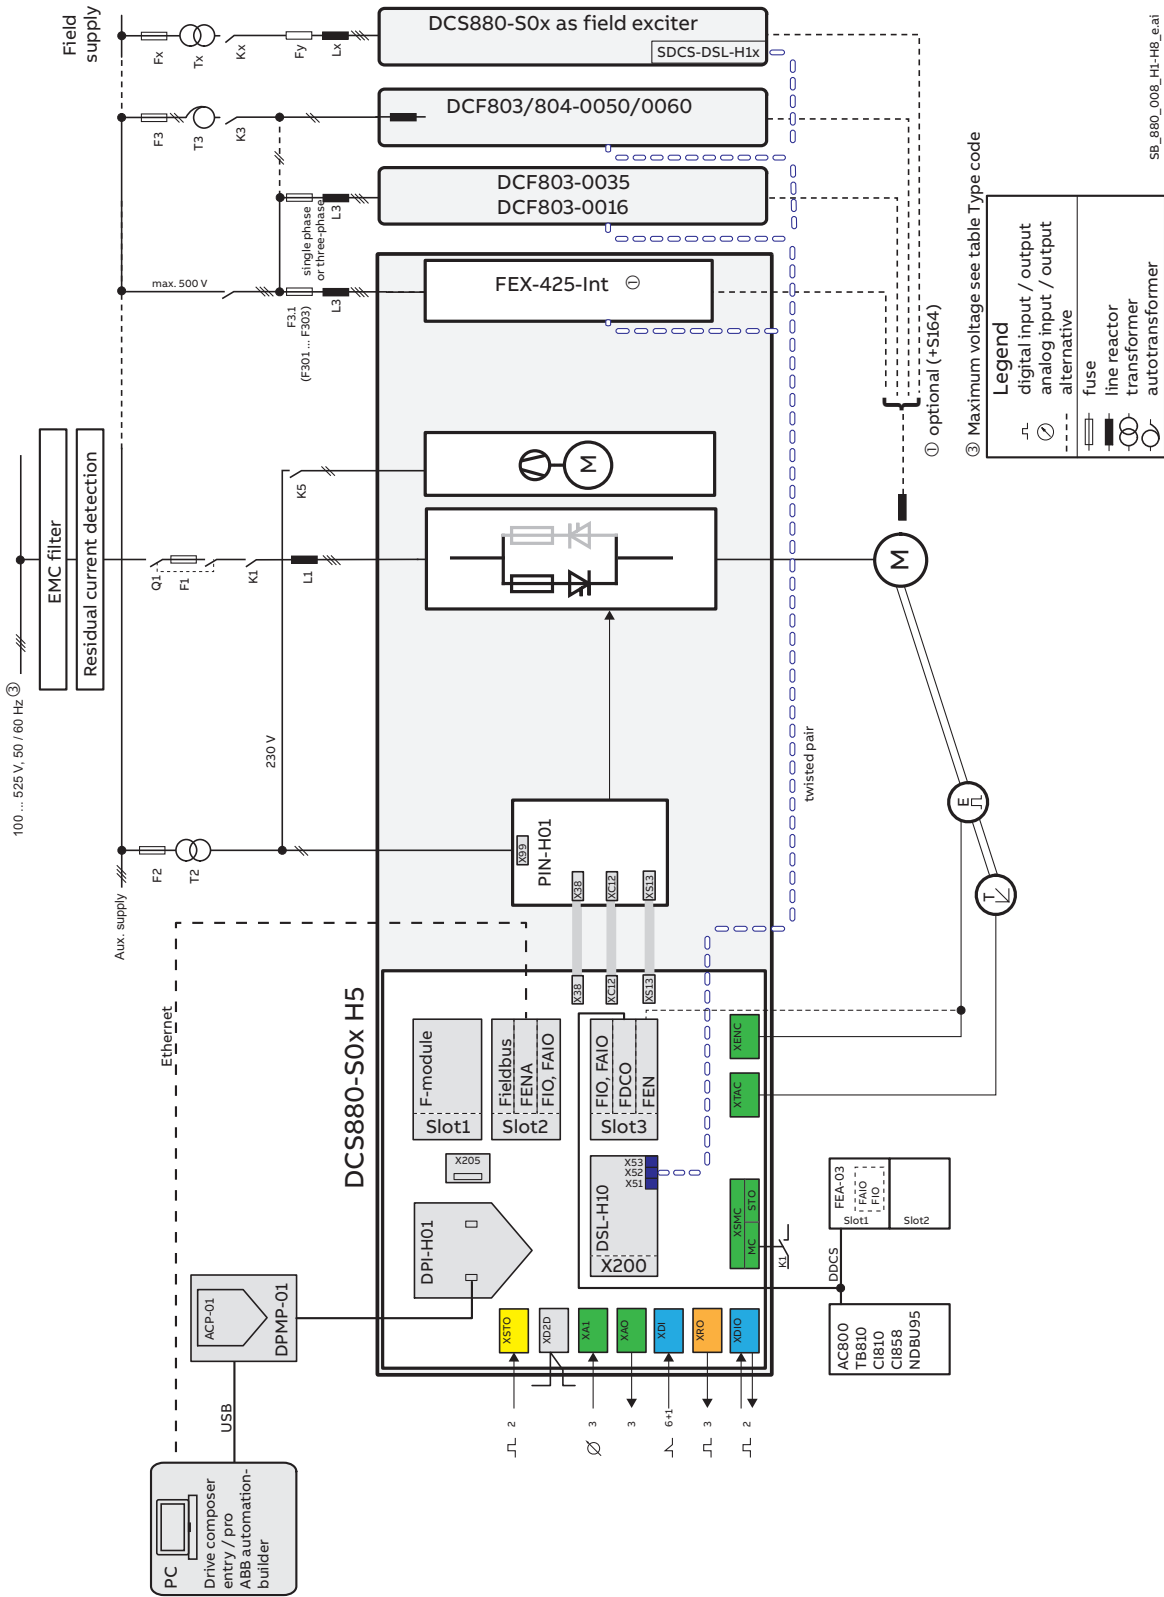 Field
supply
Fx
Tx
Kx
Fy
Lx
DCS880-S0x as field exciter
SDCS-DSL-H1x
F3
T3
K3
DCF803/804-0050/0060
L3
single phase
or three-phase
DCF803-0035
DCF803-0016
max. 500 V
F3.1
(F301 ... F303)
L3
FEX-425-Int ①
① optional (+S164)
③ Maximum voltage see table Type code
SB_880_008_H1-H8_e.ai
Legend
digital input / output
analog input / output
alternative
fuse
line reactor
transformer
autotransformer
100 ... 525 V, 50 / 60 Hz ③
EMC filter
Residual current detection
Q1
F1
K1
L1
K5
M
M
230 V
Aux. supply
F2
T2
X99
PIN-H01
X38
XC12
XS13
twisted pair
E
T
Ethernet
DCS880-S0x H5
X38
XC12
XS13
F-module
Slot1
Fieldbus
FENA
FIO, FAIO
Slot2
FIO, FAIO
FDCO
FEN
Slot3
XENC
XTAC
X205
DPI-H01
DSL-H10
X200
X53
X52
X51
XSMC
MC
STO
K1
DDCS
FEA-03
FAIO
FIO
Slot1
Slot2
AC800
TB810
CI810
CI858
NDBU95
XSTO
XD2D
XA1
XAO
XDI
XRO
XDIO
2
3
3
6+1
3
2
ACP-01
DPMP-01
USB
PC
Drive composer
entry / pro
ABB automation-
builder